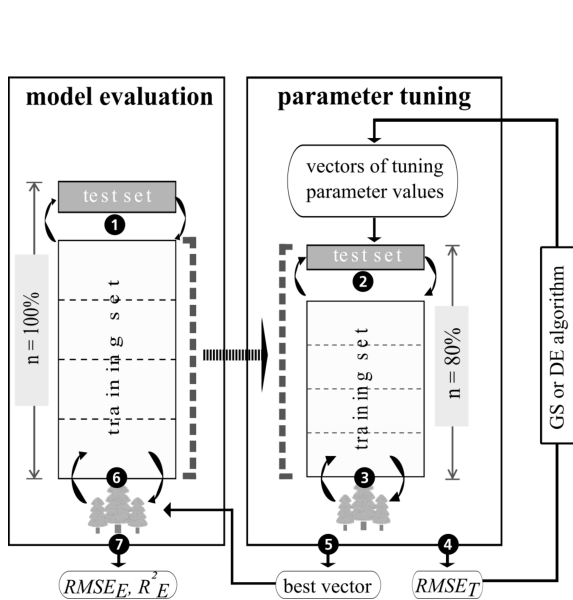 model evaluation
test set
1
n = 100%
training set
6
7
RMSE_E, R²_E
parameter tuning
vectors of tuning
parameter values
test set
2
training set
n = 80%
3
5
4
best vector
RMSE_T
GS or DE algorithm